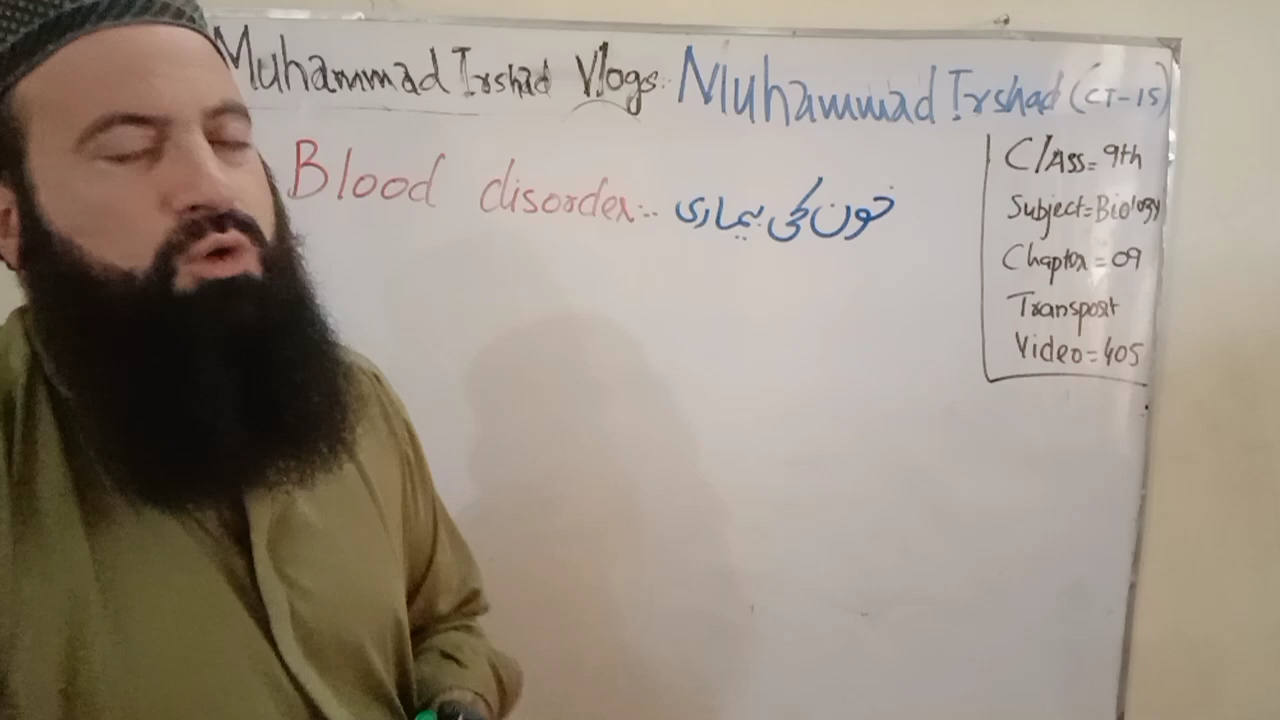 Muhammad Irshad Vlogs. Muhammad Irshad (CT-15)
Blood disorder:- خون کی بیماری
Class= 9th
Subject=Biology
Chapter=09
Transport
Video=405